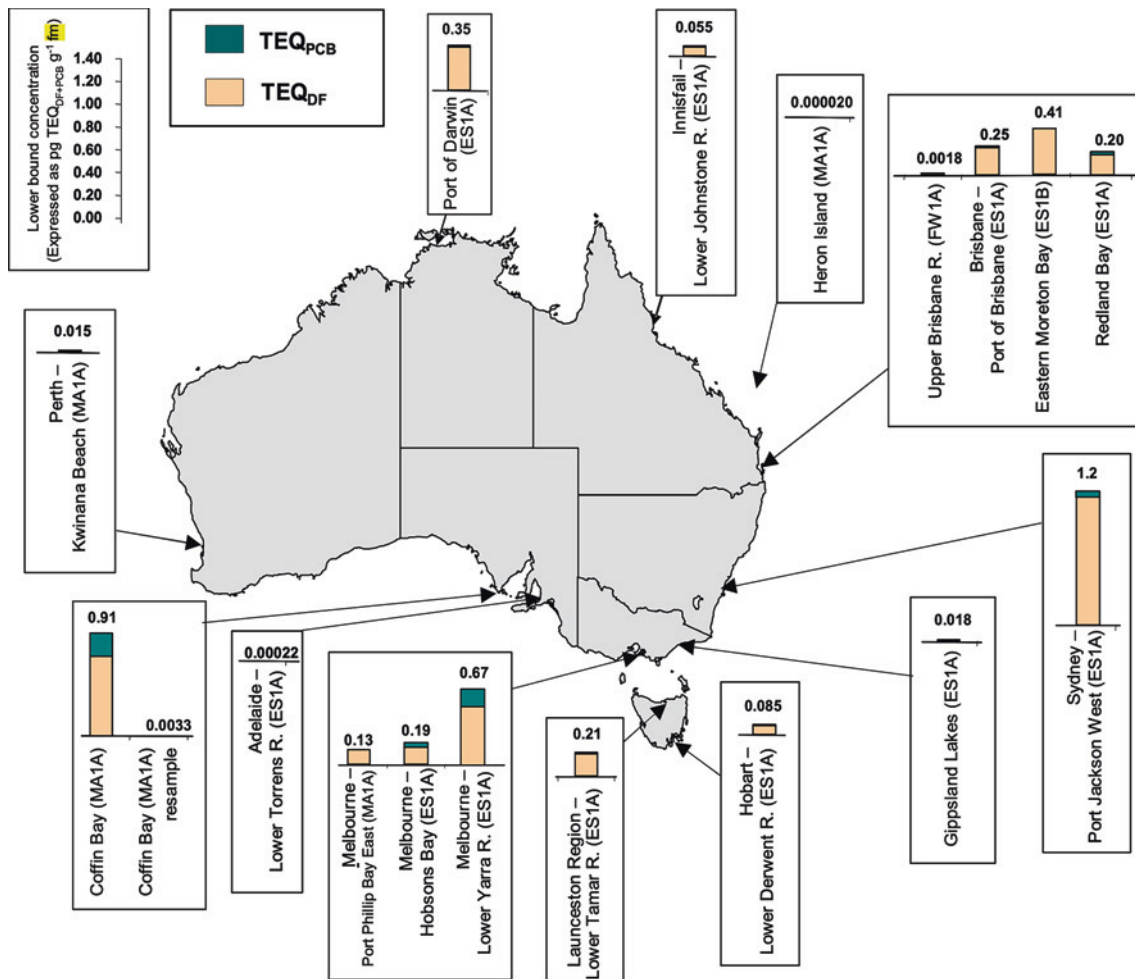 Lower bound concentration
(Expressed as pg TEQDF+PCB g-1 fm)
1.40
1.20
1.00
0.80
0.60
0.40
0.20
0.00
TEQPCB
TEQDF
0.35
Port of Darwin
(ES1A)
0.055
Innisfail –
Lower Johnstone R. (ES1A)
0.000020
Heron Island (MA1A)
0.0018
Upper Brisbane R. (FW1A)
0.25
Brisbane –
Port of Brisbane (ES1A)
0.41
Eastern Moreton Bay (ES1B)
0.20
Redland Bay (ES1A)
0.015
Perth –
Kwinana Beach (MA1A)
1.2
Sydney –
Port Jackson West (ES1A)
0.91
Coffin Bay (MA1A)
0.0033
Coffin Bay (MA1A)
resample
0.00022
Adelaide –
Lower Torrens R. (ES1A)
0.13
Melbourne –
Port Phillip Bay East (MA1A)
0.19
Melbourne –
Hobsons Bay (ES1A)
0.67
Melbourne –
Lower Yarra R. (ES1A)
0.21
Launceston Region –
Lower Tamar R. (ES1A)
0.085
Hobart –
Lower Derwent R. (ES1A)
0.018
Gippsland Lakes (ES1A)